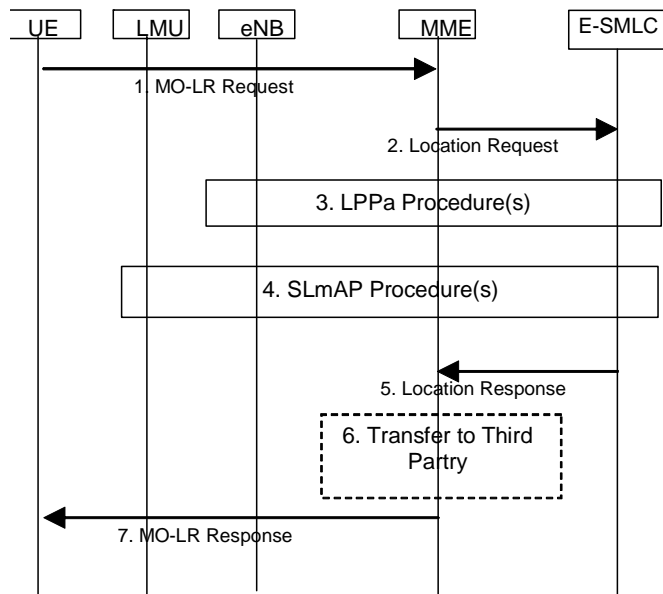 UE LMU eNB MME E-SMLC
1. MO-LR Request
2. Location Request
3. LPPa Procedure(s)
4. SLmAP Procedure(s)
5. Location Response
6. Transfer to Third
Partry
7. MO-LR Response